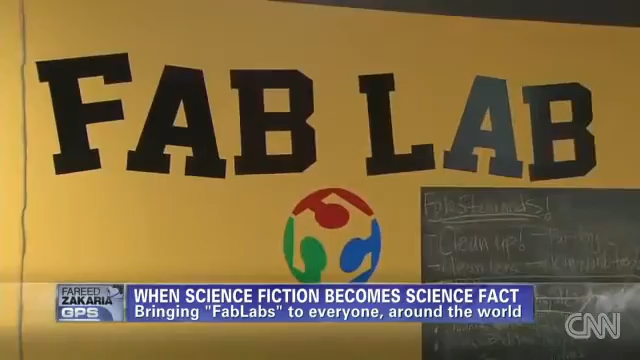 FAB LAB
Clean up!
FAREED
ZAKARIA
GPS
WHEN SCIENCE FICTION BECOMES SCIENCE FACT
Bringing "FabLabs" to everyone, around the world
CNN